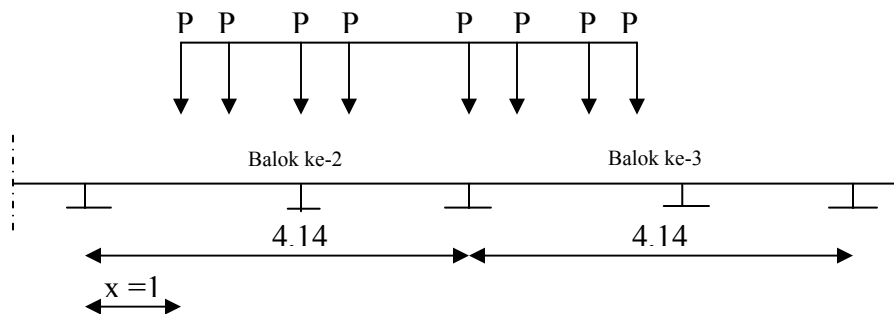 P P P P P P P P
Balok ke-2 Balok ke-3
4.14 4.14
x =1